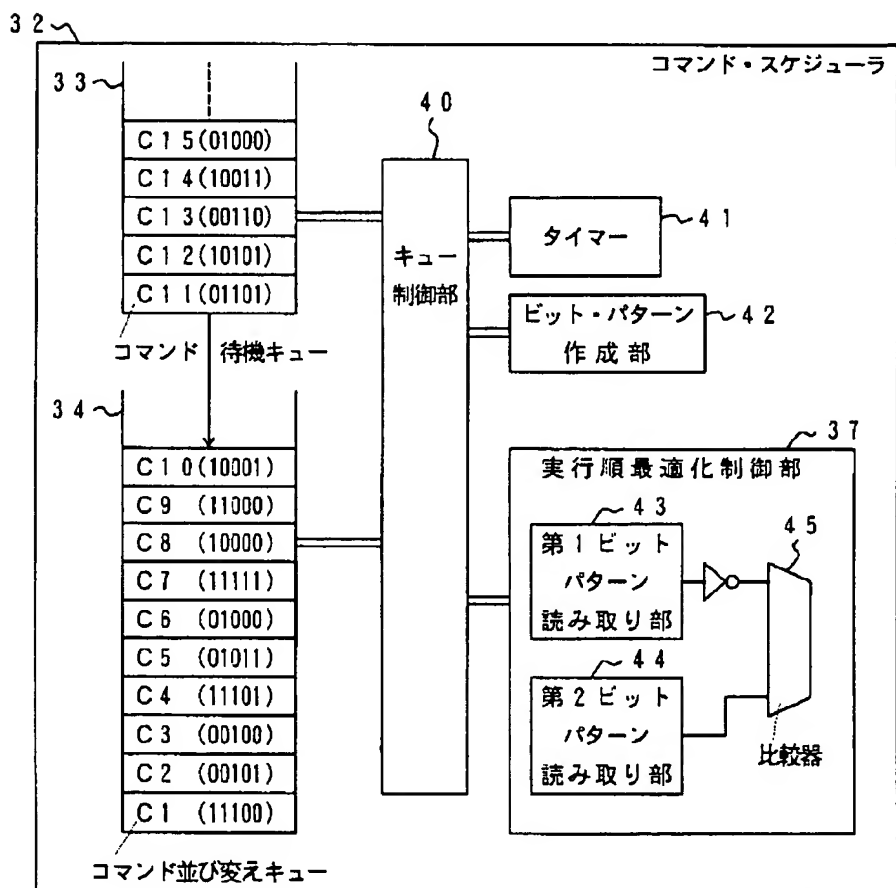 32
コマンド・スケジューラ
33
C15(01000)
C14(10011)
C13(00110)
C12(10101)
C11(01101)
コマンド 待機キュー
34
C10(10001)
C9 (11000)
C8 (10000)
C7 (11111)
C6 (01000)
C5 (01011)
C4 (11101)
C3 (00100)
C2 (00101)
C1 (11100)
コマンド並び変えキュー
40
キュー
制御部
タイマー
41
ビット・パターン
作成部
42
37
実行順最適化制御部
43
第1ビット
パターン
読み取り部
45
44
第2ビット
パターン
読み取り部
比較器